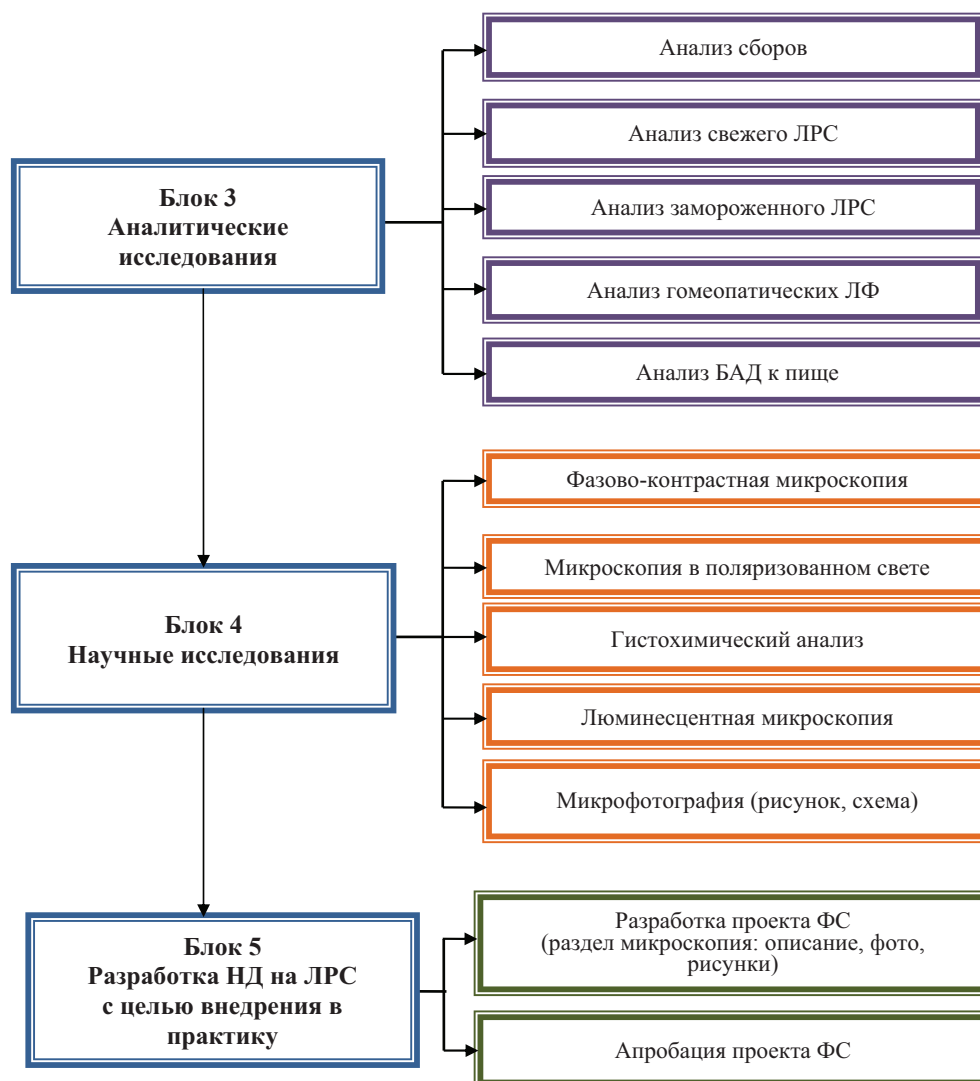 Блок 3
Аналитические
исследования
Анализ сборов
Анализ свежего ЛРС
Анализ замороженного ЛРС
Анализ гомеопатических ЛФ
Анализ БАД к пище
Блок 4
Научные исследования
Фазово-контрастная микроскопия
Микроскопия в поляризованном свете
Гистохимический анализ
Люминесцентная микроскопия
Микрофотография (рисунок, схема)
Блок 5
Разработка НД на ЛРС
с целью внедрения в
практику
Разработка проекта ФС
(раздел микроскопия: описание, фото,
рисунки)
Апробация проекта ФС